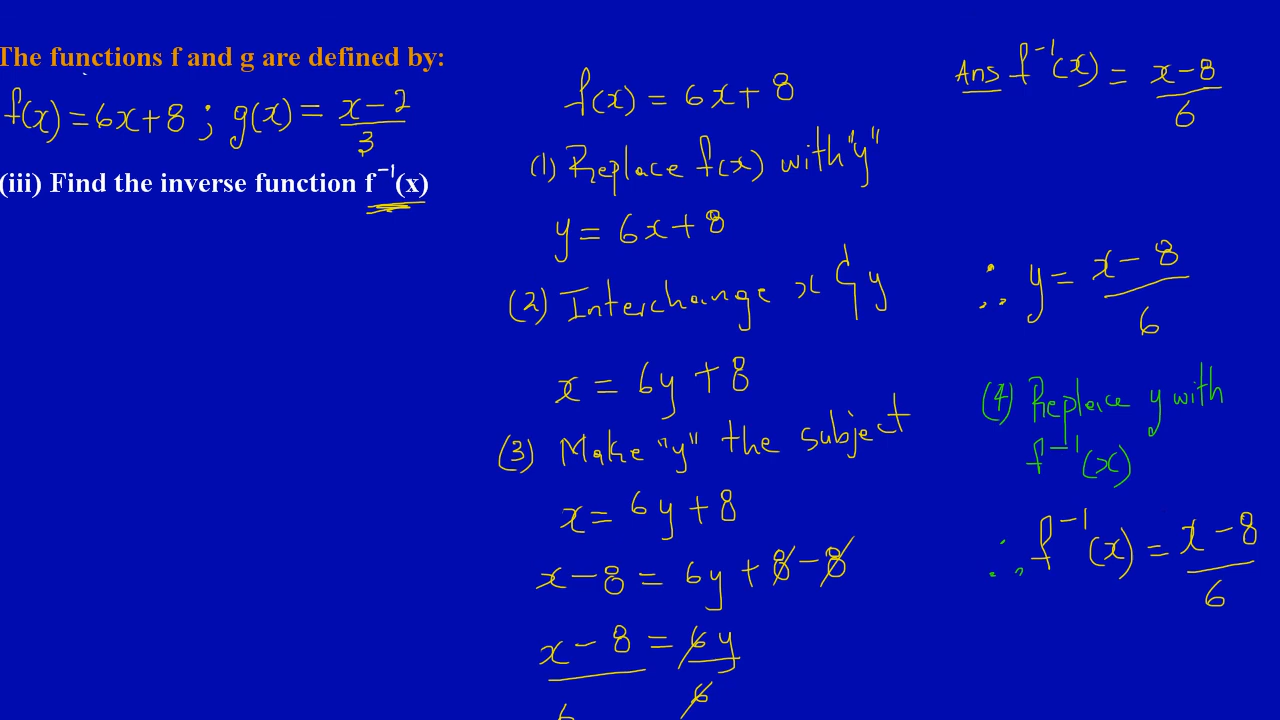 The functions f and g are defined by:
f(x) = 6x + 8 ; g(x) = x - 2 / 3
(iii) Find the inverse function f⁻¹(x)
f(x) = 6x + 8
(1) Replace f(x) with "y"
y = 6x + 8
(2) Interchange x & y
x = 6y + 8
(3) Make "y" the subject
x = 6y + 8
x - 8 = 6y + 8 - 8
x - 8 / 6 = 6y / 6
Ans f⁻¹(x) = x - 8 / 6
∴ y = x - 8 / 6
(4) Replace y with
f⁻¹(x)
∴ f⁻¹(x) = x - 8 / 6